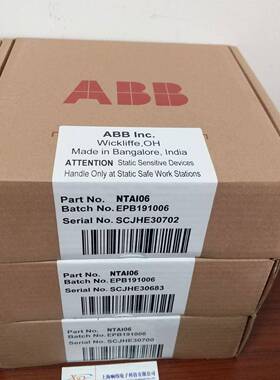 ABB
ABB Inc.
Wickliffe,OH
Made in Bangalore, India
ATTENTION Static Sensitive Devices
Handle Only at Static Safe Work Stations
Part No. NTAI06
Batch No. EPB191006
Serial No. SCJHE30702
Part No. NTAI06
Batch No. EPB191006
Serial No. SCJHE30683
Part No. NTAI06
Batch No. EPB191006
Serial No. SCJHE30700